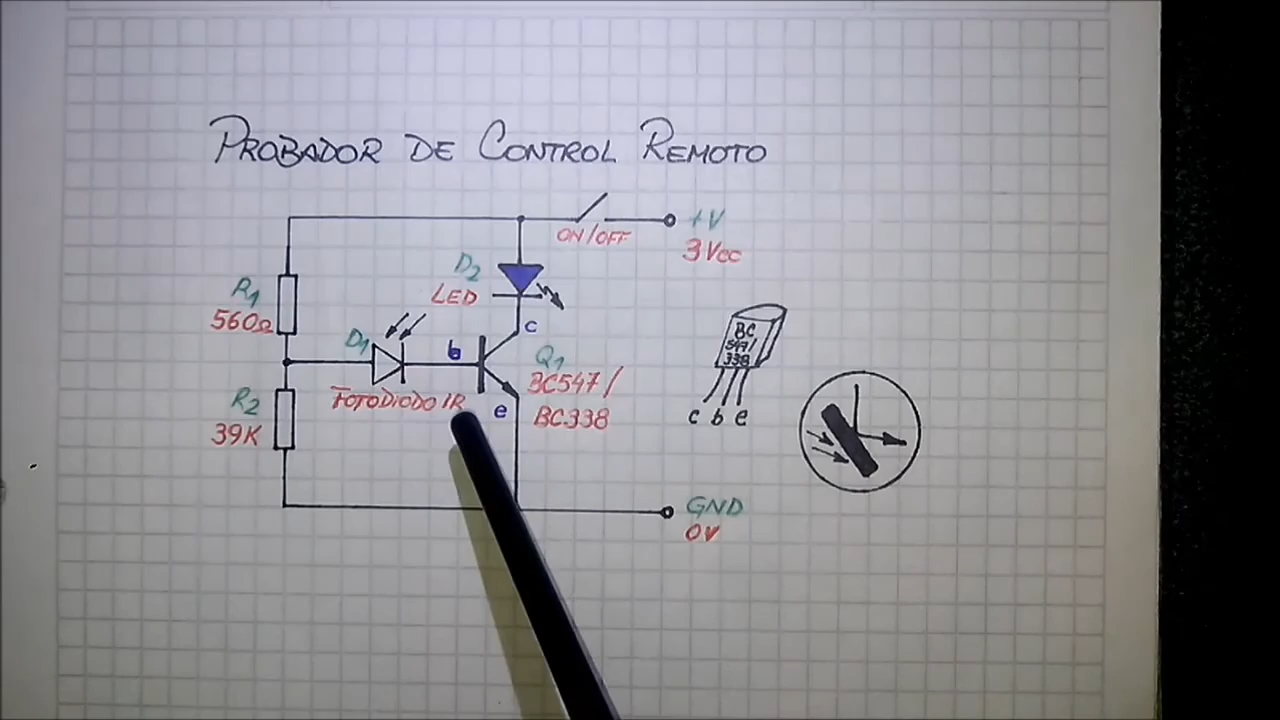 PROBADOR DE CONTROL REMOTO
+V
3Vcc
ON/OFF
D2
LED
R1
560Ω
D1
b
c
Q1
BC547/
BC338
FOTODIODO IR
e
R2
39K
BC
547/
338
c b e
GND
0V